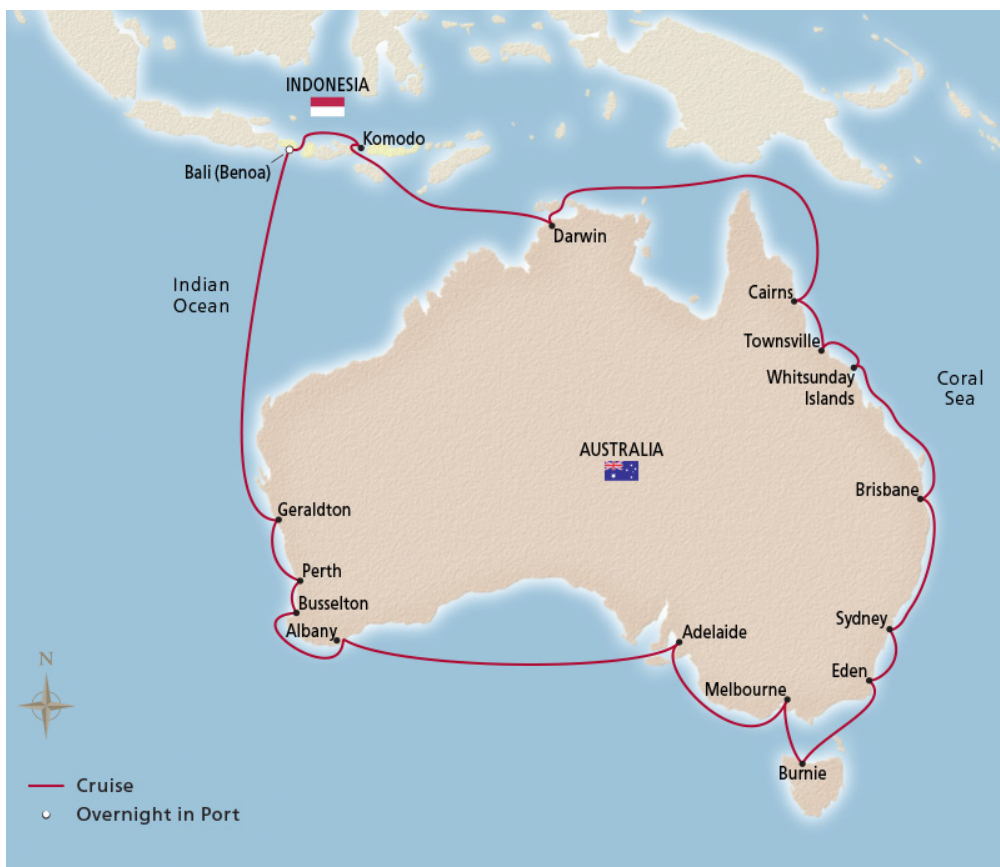 INDONESIA
Komodo
Bali (Benoa)
Darwin
Indian
Ocean
Cairns
Townsville
Whitsunday
Islands
Coral
Sea
AUSTRALIA
Brisbane
Geraldton
Perth
Busselton
Albany
Adelaide
Sydney
Eden
Melbourne
Burnie
N
Cruise
Overnight in Port